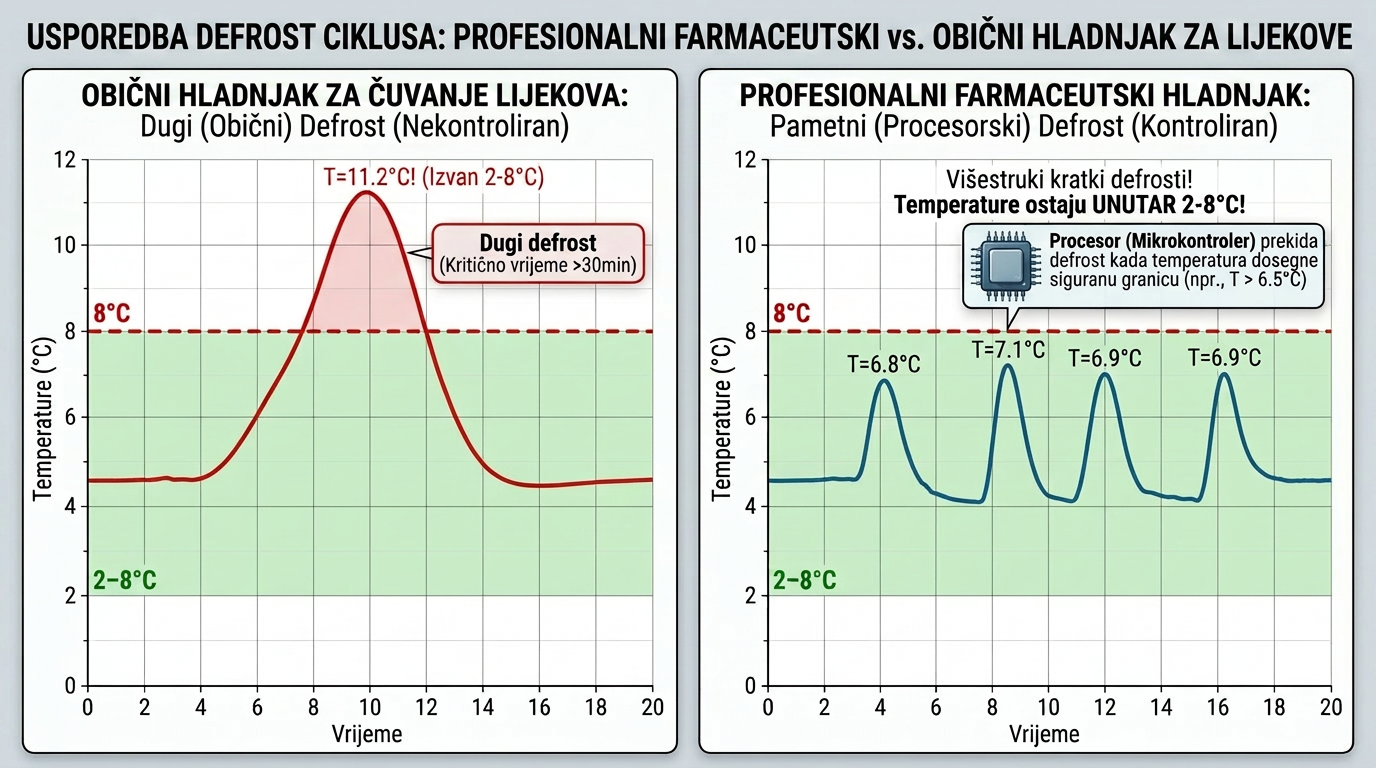 USPOREDBA DEFROST CIKLUSA: PROFESIONALNI FARMACEUTSKI vs. OBIČNI HLADNJAK ZA LIJEKOVE
OBIČNI HLADNJAK ZA ČUVANJE LIJEKOVA:
Dugi (Obični) Defrost (Nekontroliran)
T=11.2°C! (Izvan 2-8°C)
Dugi defrost
(Kritično vrijeme >30min)
8°C
2–8°C
Temperature (°C)
12
10
8
6
4
2
0
0 2 4 6 8 10 12 14 16 18 20
Vrijeme
PROFESIONALNI FARMACEUTSKI HLADNJAK:
Pametni (Procesorski) Defrost (Kontroliran)
Višestruki kratki defrosti!
Temperature ostaju UNUTAR 2-8°C!
Procesor (Mikrokontroler) prekida
defrost kada temperatura dosegne
siguranu granicu (npr., T > 6.5°C)
8°C
T=6.8°C
T=7.1°C
T=6.9°C
T=6.9°C
2–8°C
Temperature (°C)
12
10
8
6
4
2
0
0 2 4 6 8 10 12 14 16 18 20
Vrijeme